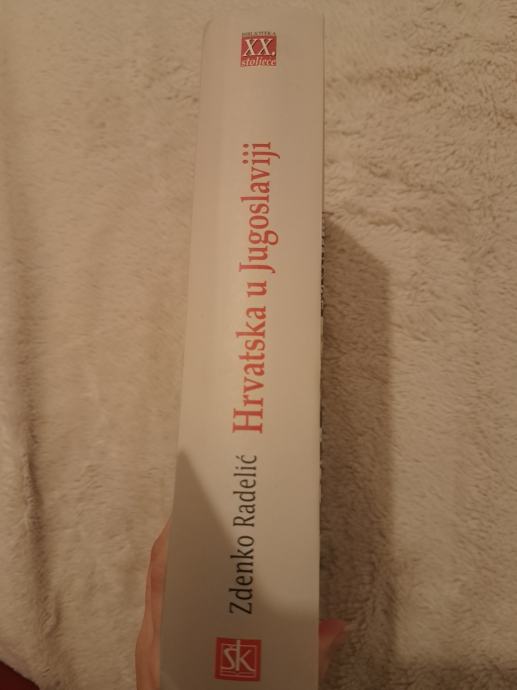 BIBLIOTEKA
XX.
stoljeće
Zdenko Radelić Hrvatska u Jugoslaviji
ŠK